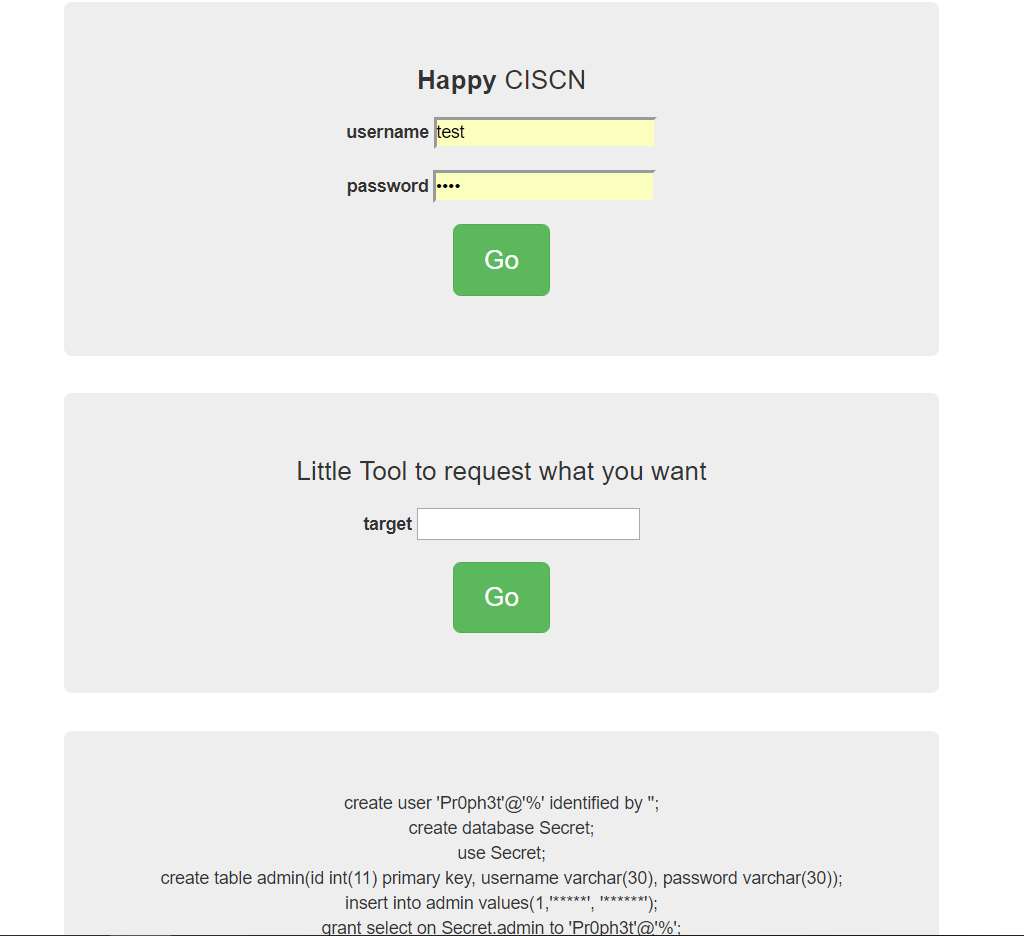 Happy CISCN
username test
password ••••
Go
Little Tool to request what you want
target
Go
create user 'Pr0ph3t'@'%' identified by '';
create database Secret;
use Secret;
create table admin(id int(11) primary key, username varchar(30), password varchar(30));
insert into admin values(1,'*****', '******');
grant select on Secret.admin to 'Pr0ph3t'@'%';